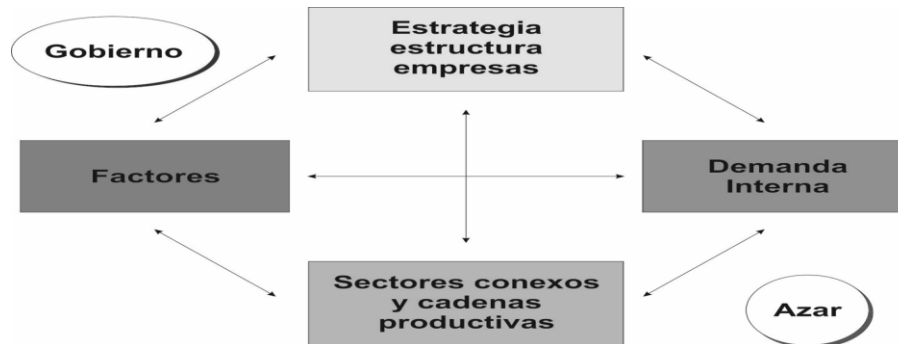 Estrategia
estructura
empresas
Gobierno
Factores
Demanda
Interna
Sectores conexos
y cadenas
productivas
Azar